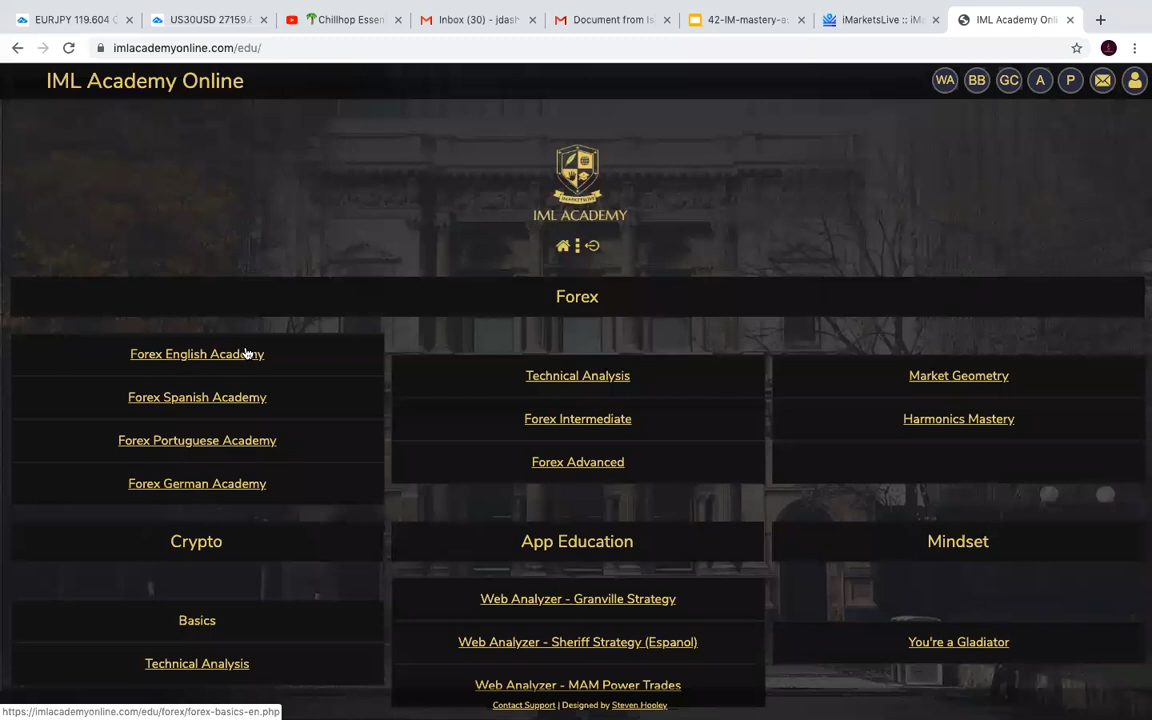 EURJPY 119.604
US30USD 27159.
Chillhop Essen
Inbox (30) - jdash
Document from Is
42-IM-mastery-a
iMarketsLive :: iMa
IML Academy Onli
imlacademyonline.com/edu/
IML Academy Online
WA BB GC A P
IML ACADEMY
Forex
Forex English Academy
Technical Analysis
Market Geometry
Forex Spanish Academy
Forex Intermediate
Harmonics Mastery
Forex Portuguese Academy
Forex Advanced
Forex German Academy
Crypto
App Education
Mindset
Web Analyzer - Granville Strategy
Basics
Web Analyzer - Sheriff Strategy (Espanol)
You're a Gladiator
Technical Analysis
Web Analyzer - MAM Power Trades
Contact Support | Designed by Steven Hooley
https://imlacademyonline.com/edu/forex/forex-basics-en.php